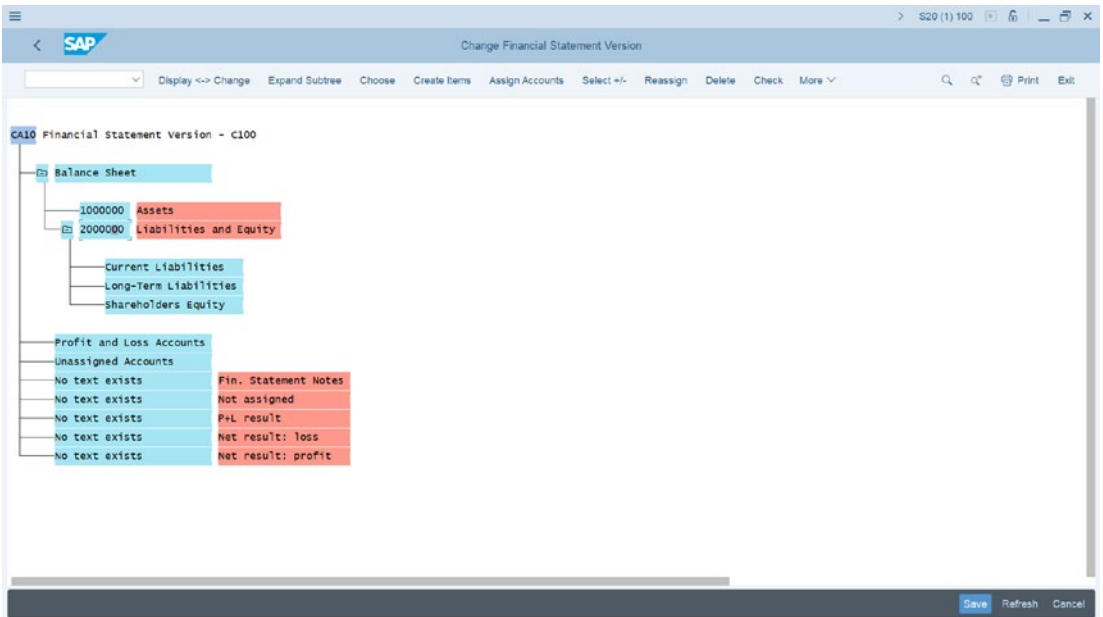 S20 (1) 100
SAP
Change Financial Statement Version
Display <-> Change Expand Subtree Choose Create Items Assign Accounts Select +/- Reassign Delete Check More Print Exit
CA10 Financial Statement Version - C100
Balance Sheet
1000000 Assets
2000000 Liabilities and Equity
Current Liabilities
Long-Term Liabilities
Shareholders Equity
Profit and Loss Accounts
Unassigned Accounts
No text exists Fin. Statement Notes
No text exists Not assigned
No text exists P+L result
No text exists Net result: loss
No text exists Net result: profit
Save Refresh Cancel